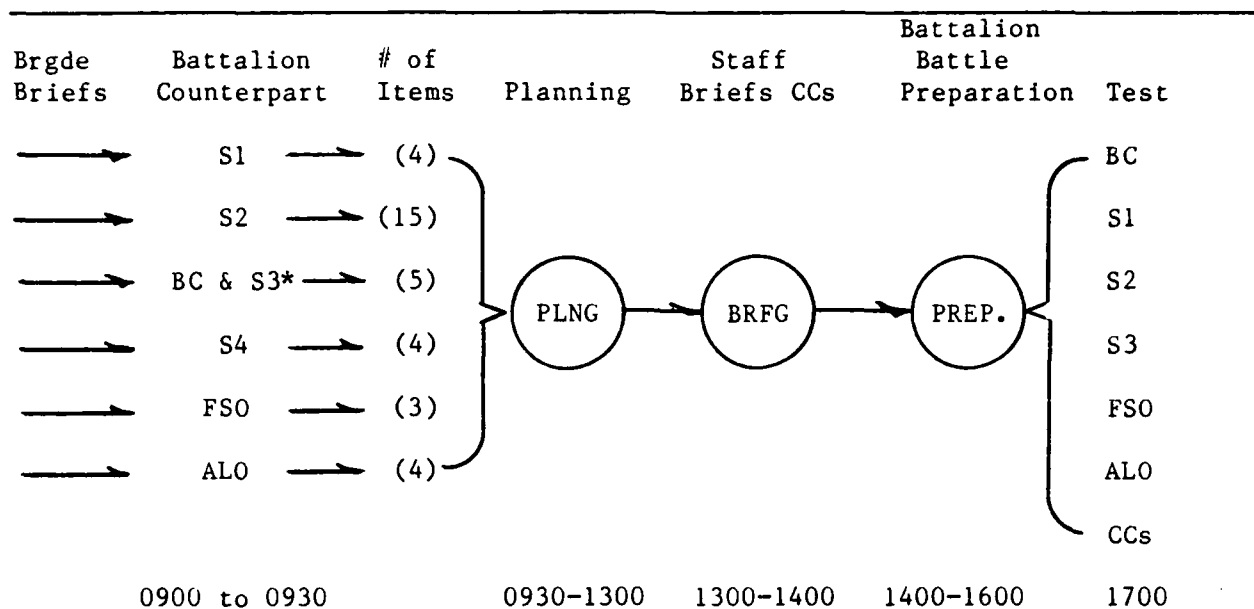 Battalion
Brgde Battalion # of Staff Battle
Briefs Counterpart Items Planning Briefs CCs Preparation Test
S1 (4) BC
S2 (15) S1
BC & S3* (5) S2
PLNG BRFG PREP.
S4 (4) S3
FSO (3) FSO
ALO (4) ALO
CCs
0900 to 0930 0930-1300 1300-1400 1400-1600 1700